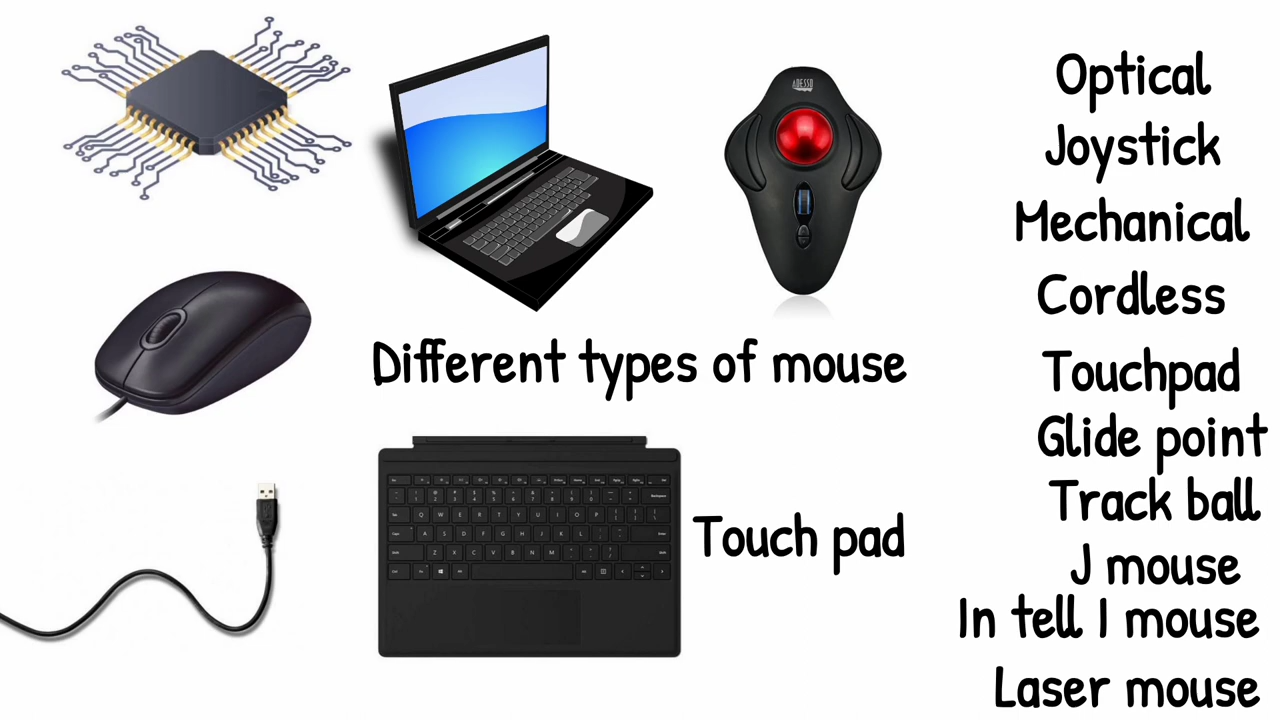 ADESSO
Different types of mouse
Touch pad
Optical
Joystick
Mechanical
Cordless
Touchpad
Glide point
Track ball
J mouse
In tell I mouse
Laser mouse